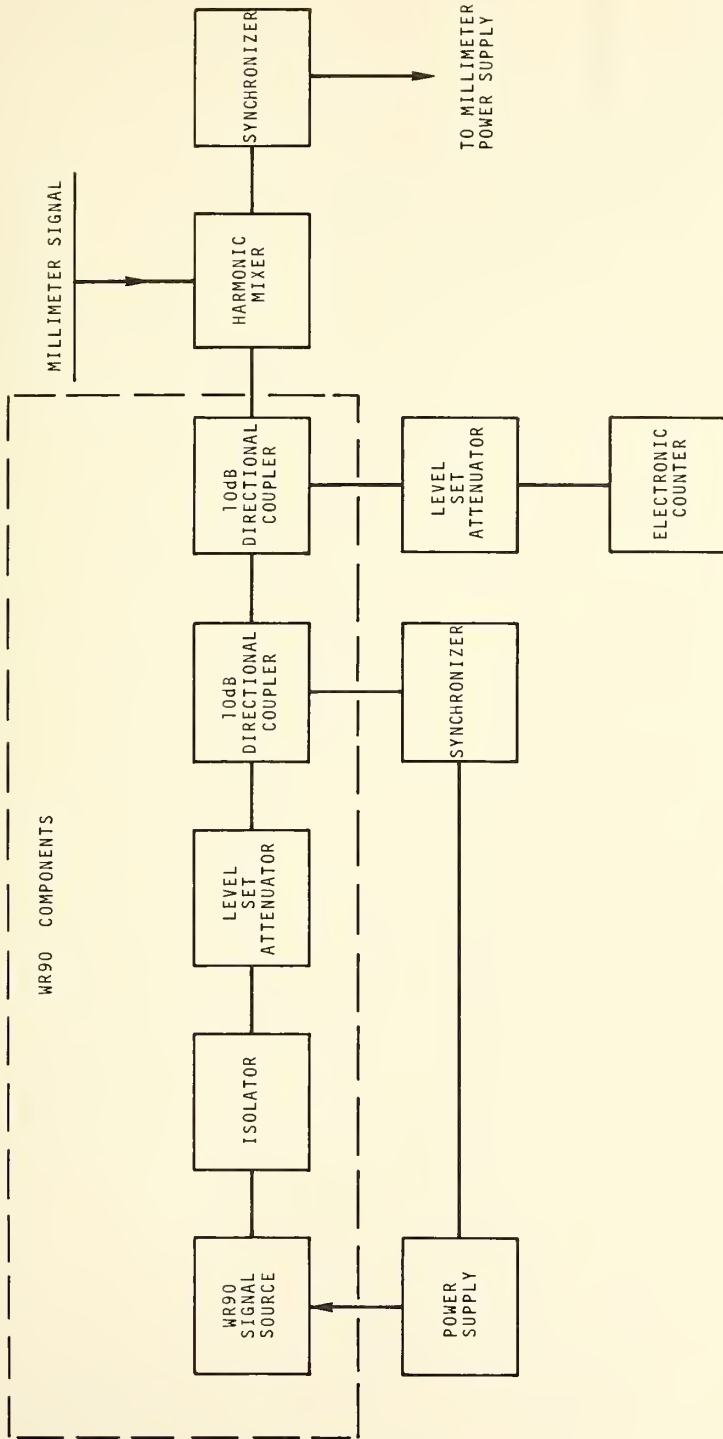 WR90 COMPONENTS
MILLIMETER SIGNAL
WR90
SIGNAL
SOURCE
ISOLATOR
LEVEL
SET
ATTENUATOR
10dB
DIRECTIONAL
COUPLER
10dB
DIRECTIONAL
COUPLER
HARMONIC
MIXER
SYNCHRONIZER
POWER
SUPPLY
SYNCHRONIZER
LEVEL
SET
ATTENUATOR
TO MILLIMETER
POWER SUPPLY
ELECTRONIC
COUNTER